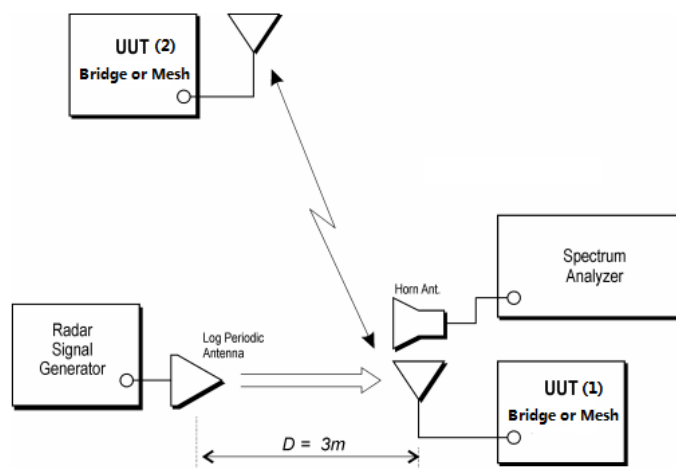 UUT (2)
Bridge or Mesh
Spectrum
Analyzer
Horn Ant.
Radar
Signal
Generator
Log Periodic
Antenna
UUT (1)
Bridge or Mesh
D = 3m